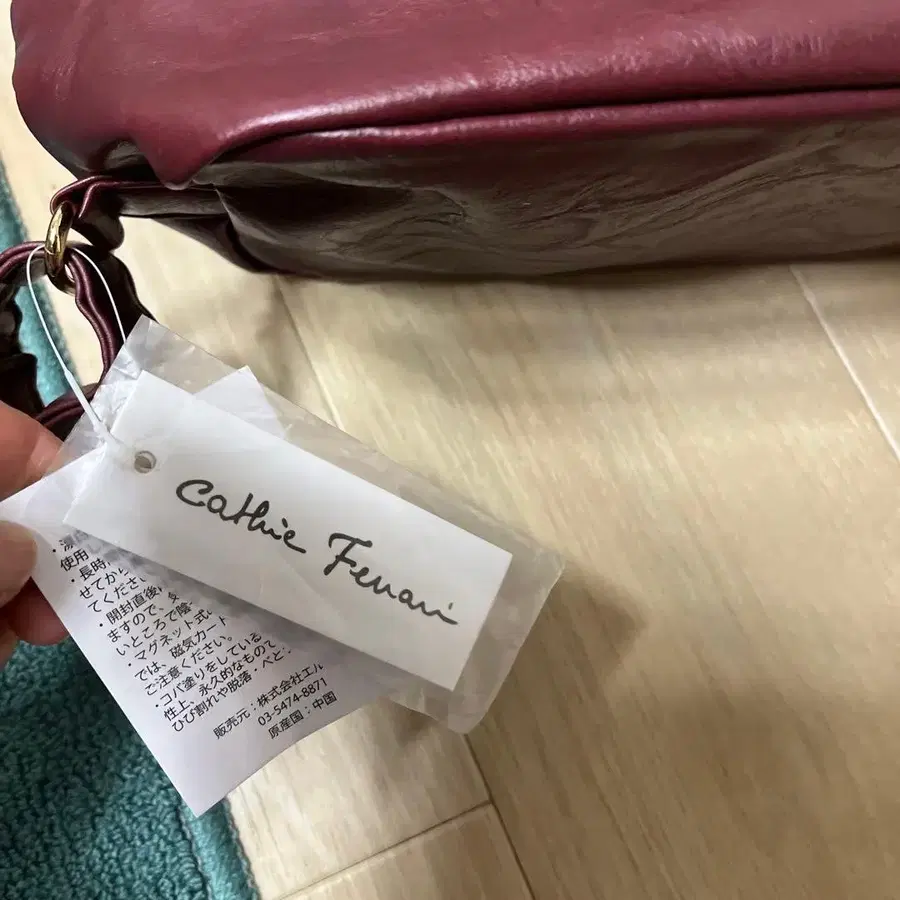 Cathie Ferrari
使用
・長時
せてから
てくださ
・開封直後
ますので、
いところで陰
・マグネット式
では、磁気カード
ご注意ください。
・コバ塗りをしている
性上、永久的なもので
ひび割れや脱落・べと
販売元：株式会社エル
03-5474-8871
原産国：中国